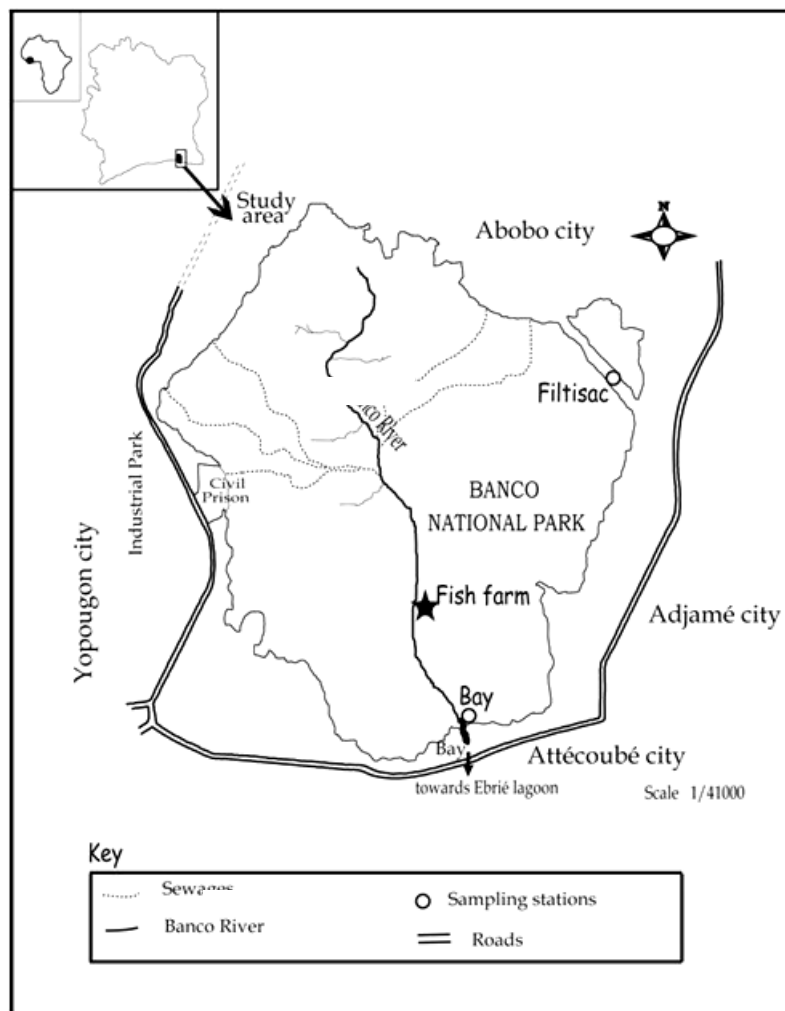 Study
area
N
Abobo city
Filtisac
River
Industrial Park
Civil
Prison
BANCO
NATIONAL PARK
Yopougon city
Fish farm
Adjamé city
Bay
Bay
Attécoubé city
towards Ebrié lagoon
Scale 1/41000
Key
Sampling stations
Banco River
Roads